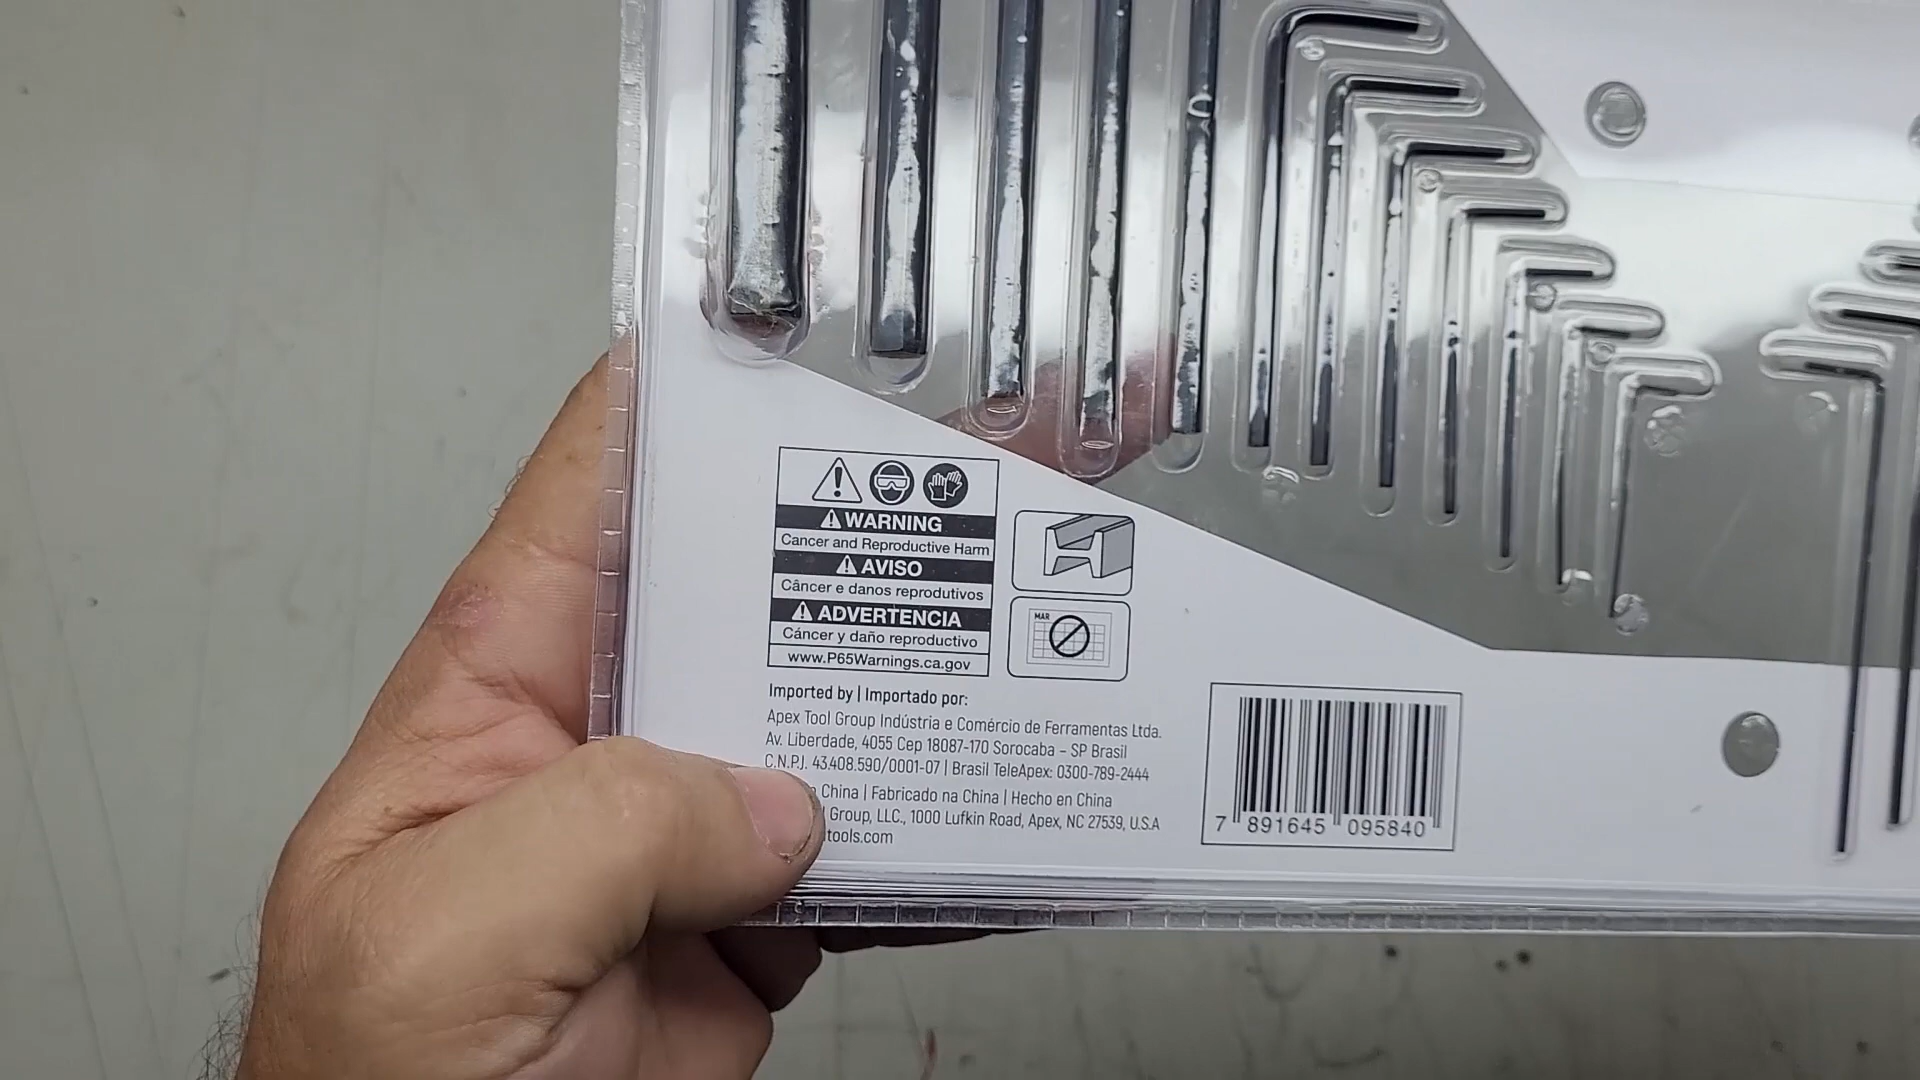 WARNING
Cancer and Reproductive Harm
AVISO
Câncer e danos reprodutivos
ADVERTENCIA
Cáncer y daño reproductivo
www.P65Warnings.ca.gov
MAR
Imported by | Importado por:
Apex Tool Group Indústria e Comércio de Ferramentas Ltda.
Av. Liberdade, 4055 Cep 18087-170 Sorocaba – SP Brasil
C.N.P.J. 43.408.590/0001-07 | Brasil TeleApex: 0300-789-2444
China | Fabricado na China | Hecho en China
Group, LLC., 1000 Lufkin Road, Apex, NC 27539, U.S.A
tools.com
7 891645 095840